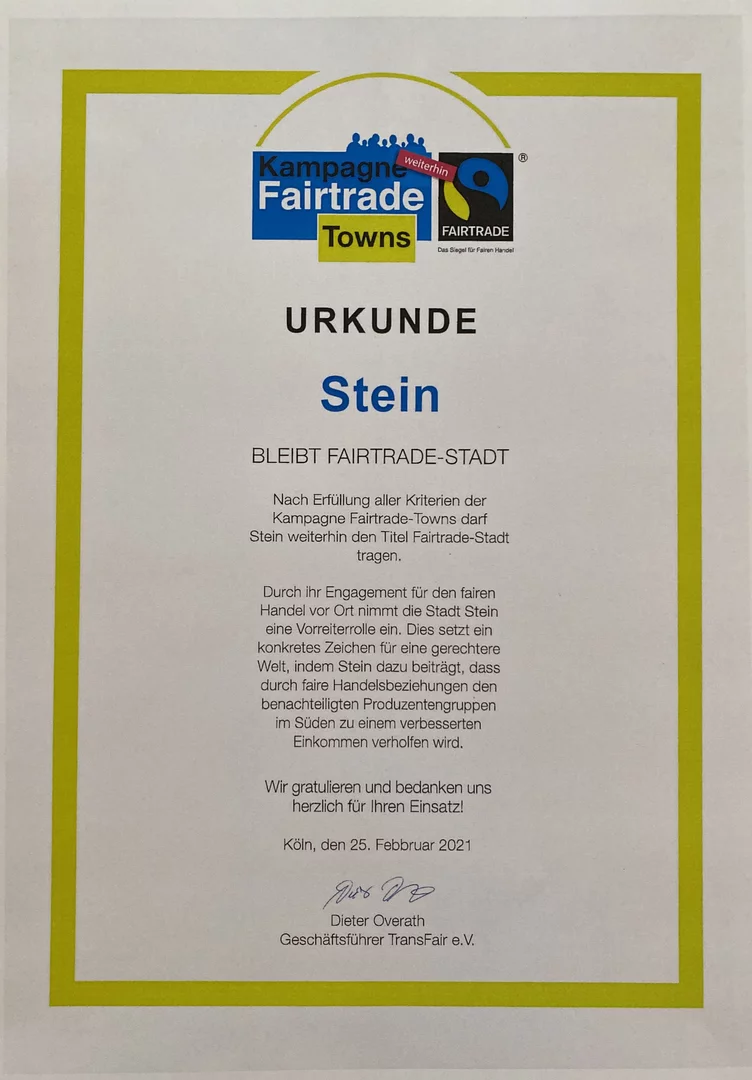 Kampagne
weiterhin
Fairtrade
Towns
®
FAIRTRADE
Das Siegel für Fairen Handel
URKUNDE
Stein
BLEIBT FAIRTRADE-STADT
Nach Erfüllung aller Kriterien der
Kampagne Fairtrade-Towns darf
Stein weiterhin den Titel Fairtrade-Stadt
tragen.
Durch ihr Engagement für den fairen
Handel vor Ort nimmt die Stadt Stein
eine Vorreiterrolle ein. Dies setzt ein
konkretes Zeichen für eine gerechtere
Welt, indem Stein dazu beiträgt, dass
durch faire Handelsbeziehungen den
benachteiligten Produzentengruppen
im Süden zu einem verbesserten
Einkommen verholfen wird.
Wir gratulieren und bedanken uns
herzlich für Ihren Einsatz!
Köln, den 25. Febbruar 2021
Dieter Overath
Geschäftsführer TransFair e.V.